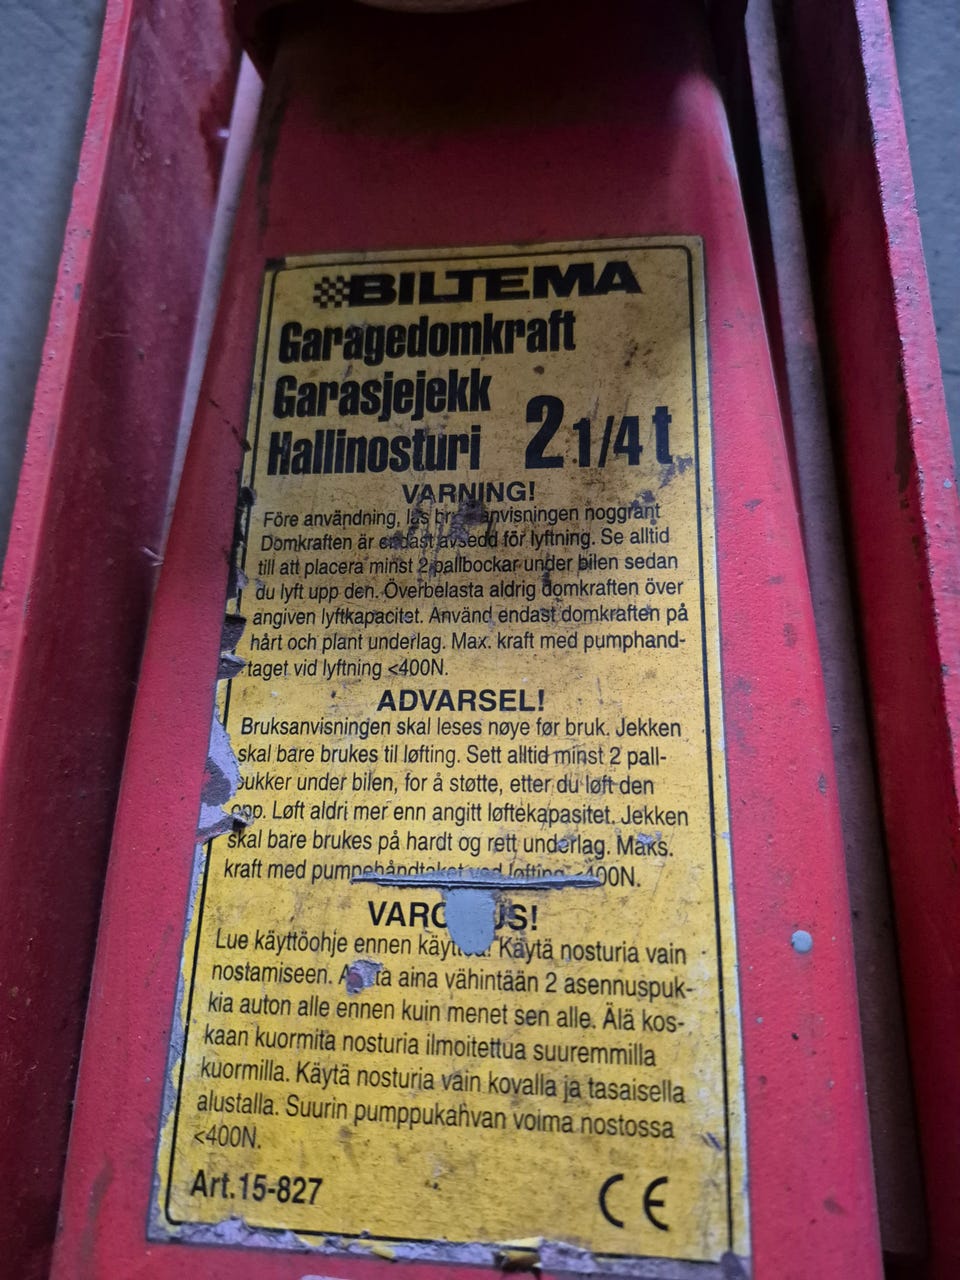 BILTEMA
Garagedomkraft
Garasjejekk
Hallinosturi 2 1/4 t
VARNING!
Före användning, läs anvisningen noggrant
Domkraften är endast avsedd för lyftning. Se alltid
till att placera minst 2 pallbockar under bilen sedan
du lyft upp den. Överbelasta aldrig domkraften över
angiven lyftkapacitet. Använd endast domkraften på
hårt och plant underlag. Max. kraft med pumphand-
taget vid lyftning <400N.
ADVARSEL!
Bruksanvisningen skal leses nøye før bruk. Jekken
skal bare brukes til løfting. Sett alltid minst 2 pall-
bukker under bilen, for å støtte, etter du løft den
opp. Løft aldri mer enn angitt løftekapasitet. Jekken
skal bare brukes på hardt og rett underlag. Maks.
kraft med pumpehåndtaket ved løfting <400N.
Lue käyttöohje ennen Käytä nosturia vain
nostamiseen. aina vähintään 2 asennuspuk-
kia auton alle ennen kuin menet sen alle. Älä kos-
kaan kuormita nosturia ilmoitettua suuremmilla
kuormilla. Käytä nosturia vain kovalla ja tasaisella
alustalla. Suurin pumppukahvan voima nostossa
<400N.
Art.15-827 CE